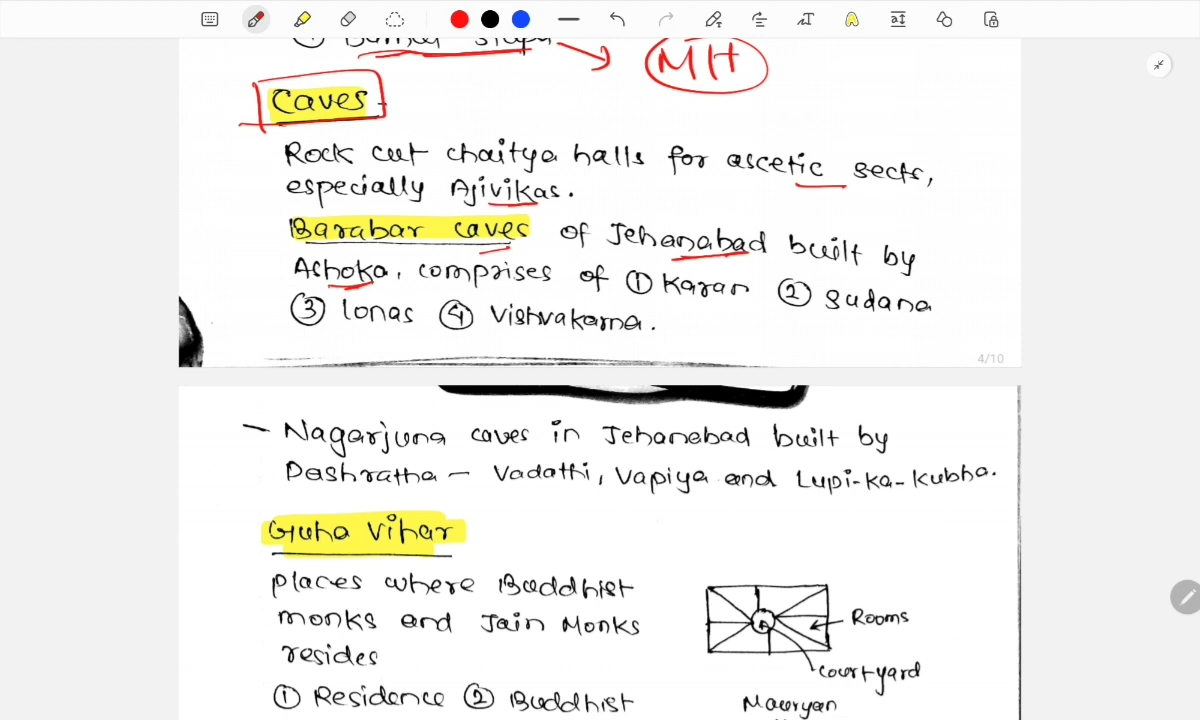 MH
Caves
Rock cut chaitya halls for ascetic sects,
especially Ajivikas.
Barabar caves of Jehanabad built by
Ashoka, comprises of ① Karan ② Sudana
③ lonas ④ Vishvakarma.
4/10
- Nagarjuna caves in Jehanabad built by
Dashratha - Vadathi, Vapiya and Lupi-ka-Kubha.
Guha Vihar
places where Buddhist
monks and Jain Monks
resides
Rooms
Courtyard
① Residence ② Buddhist
Mauryan